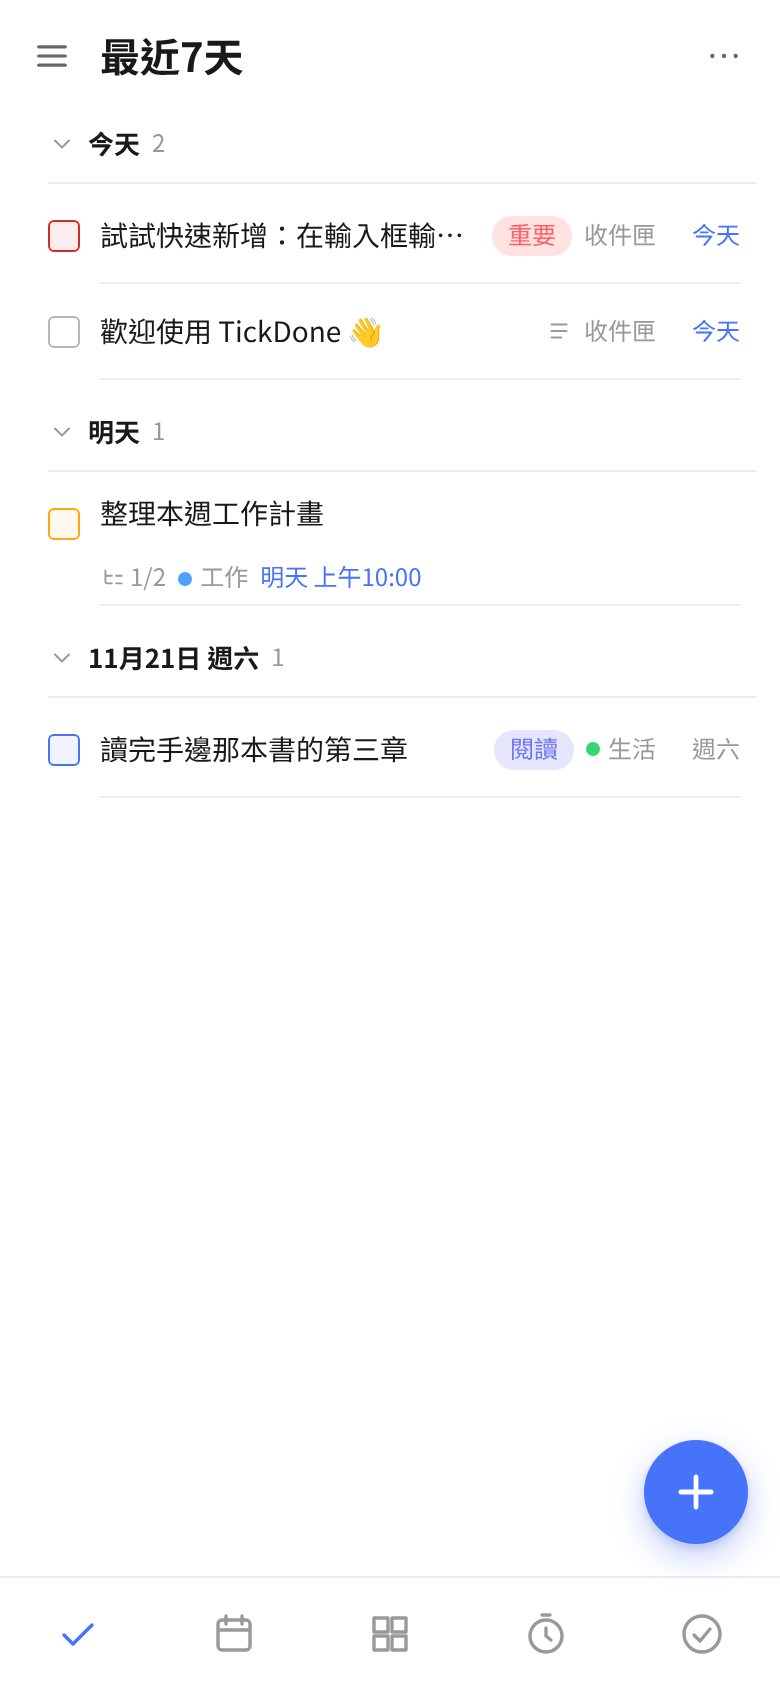 最近7天
今天 2
試試快速新增：在輸入框輸… 重要 收件匣 今天
歡迎使用 TickDone 👋 收件匣 今天
明天 1
整理本週工作計畫
1/2 工作 明天 上午10:00
11月21日 週六 1
讀完手邊那本書的第三章 閱讀 生活 週六